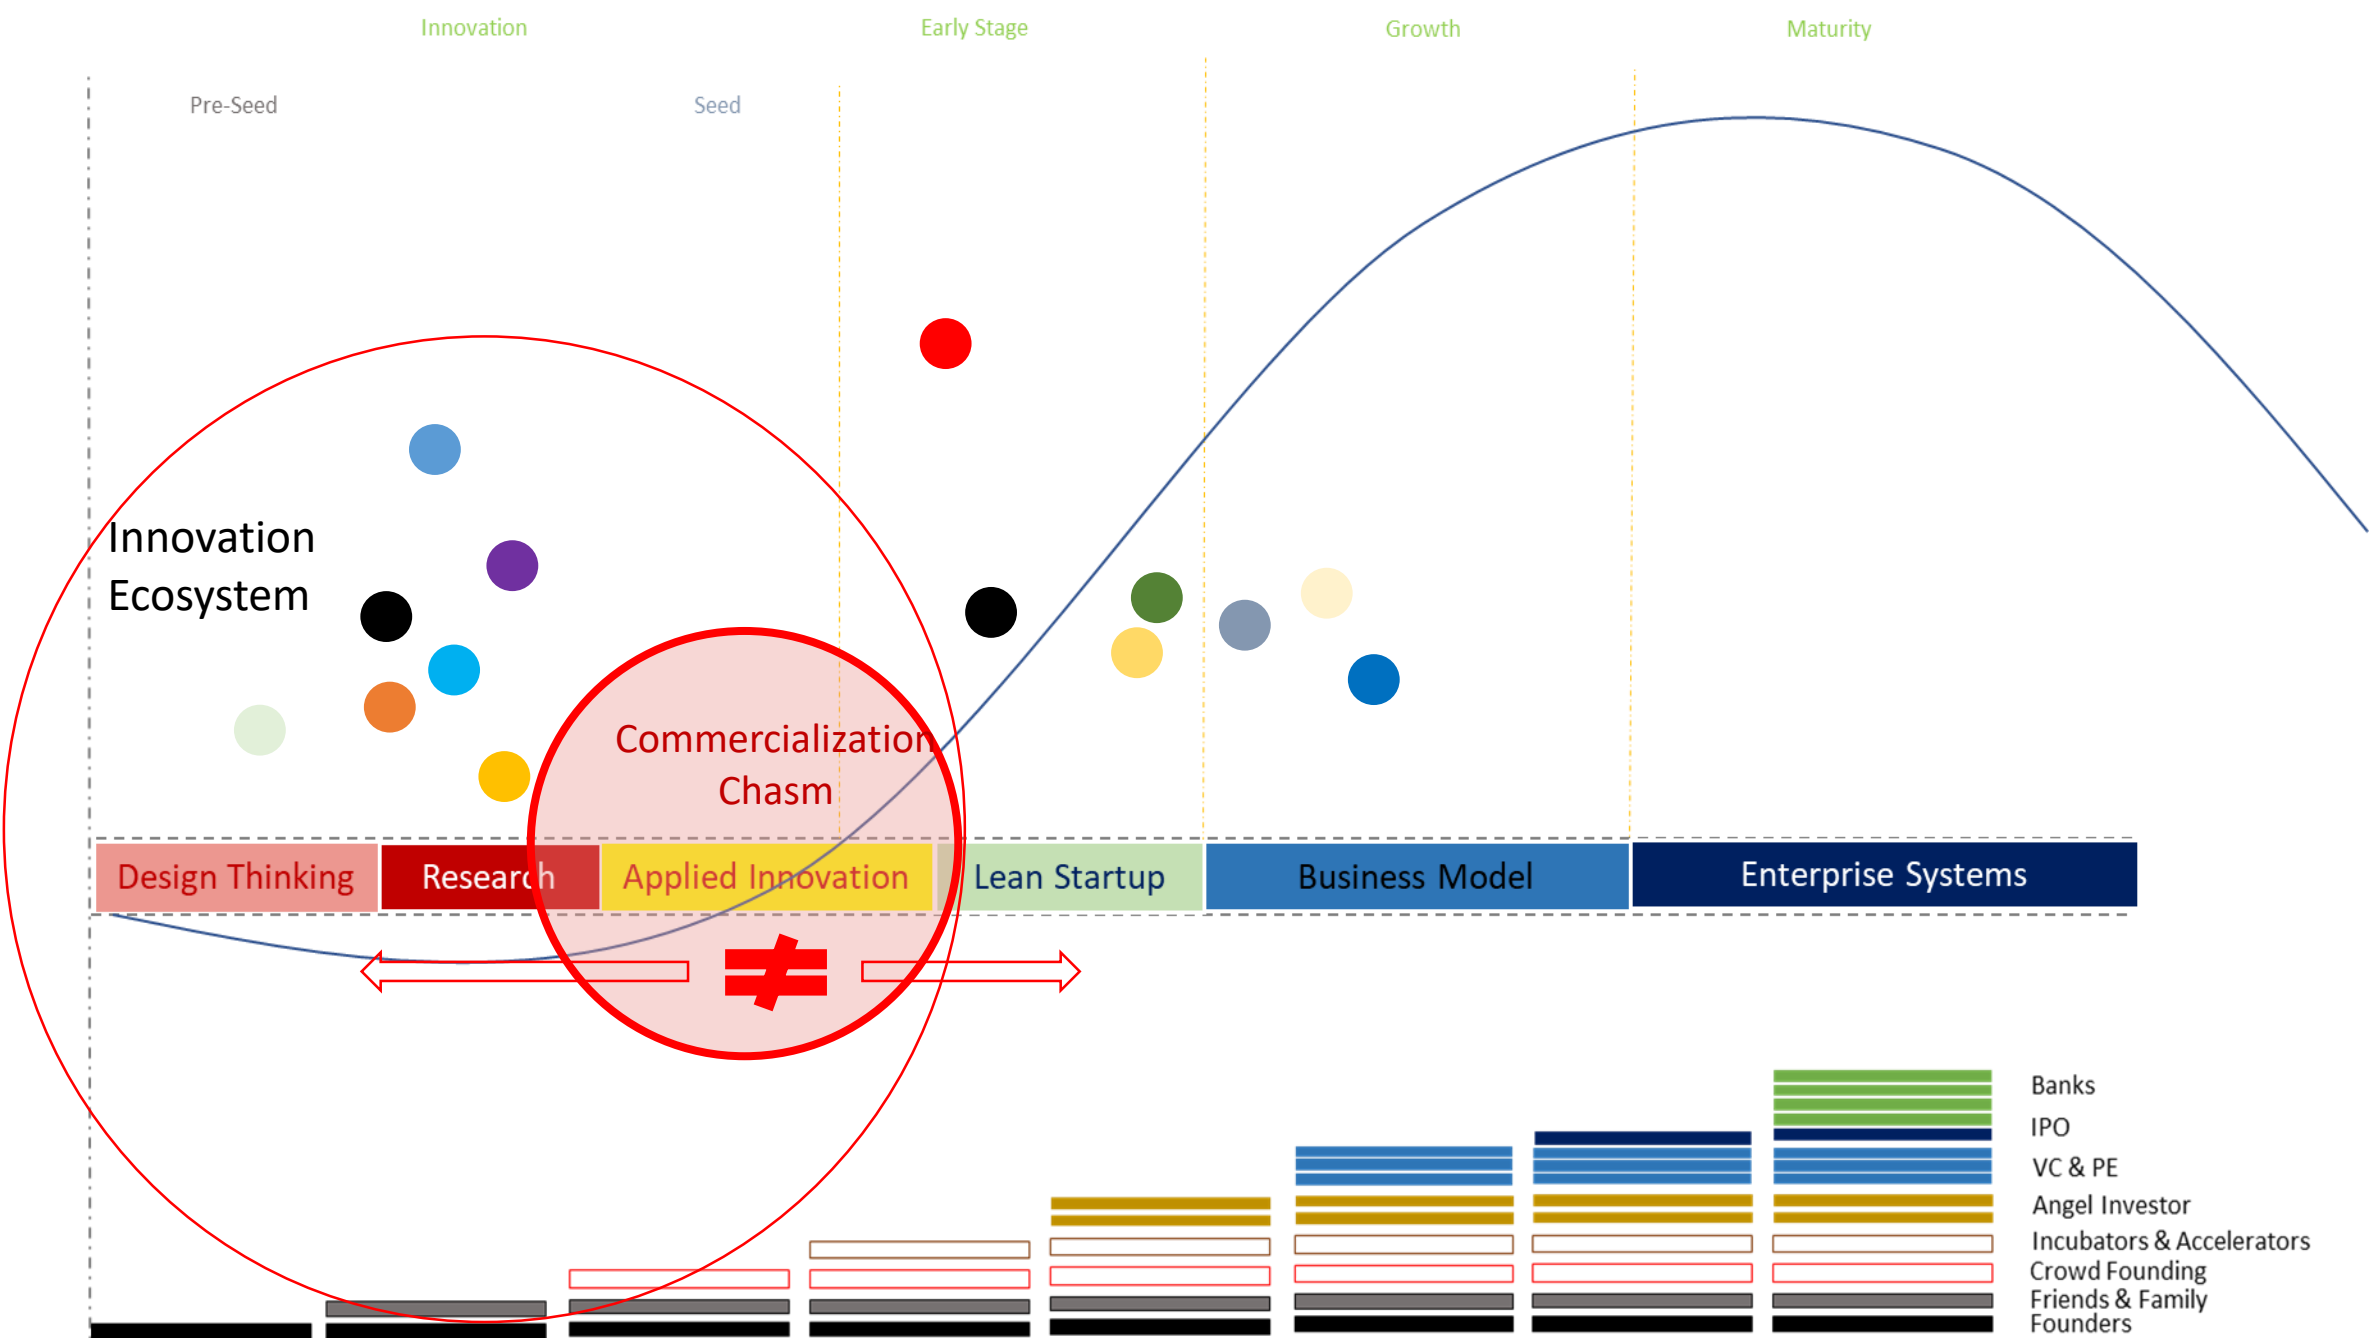 Innovation
Early Stage
Growth
Maturity
Pre-Seed
Seed
Innovation
Ecosystem
Commercialization
Chasm
Design Thinking
Research
Applied Innovation
Lean Startup
Business Model
Enterprise Systems
Banks
IPO
VC & PE
Angel Investor
Incubators & Accelerators
Crowd Founding
Friends & Family
Founders